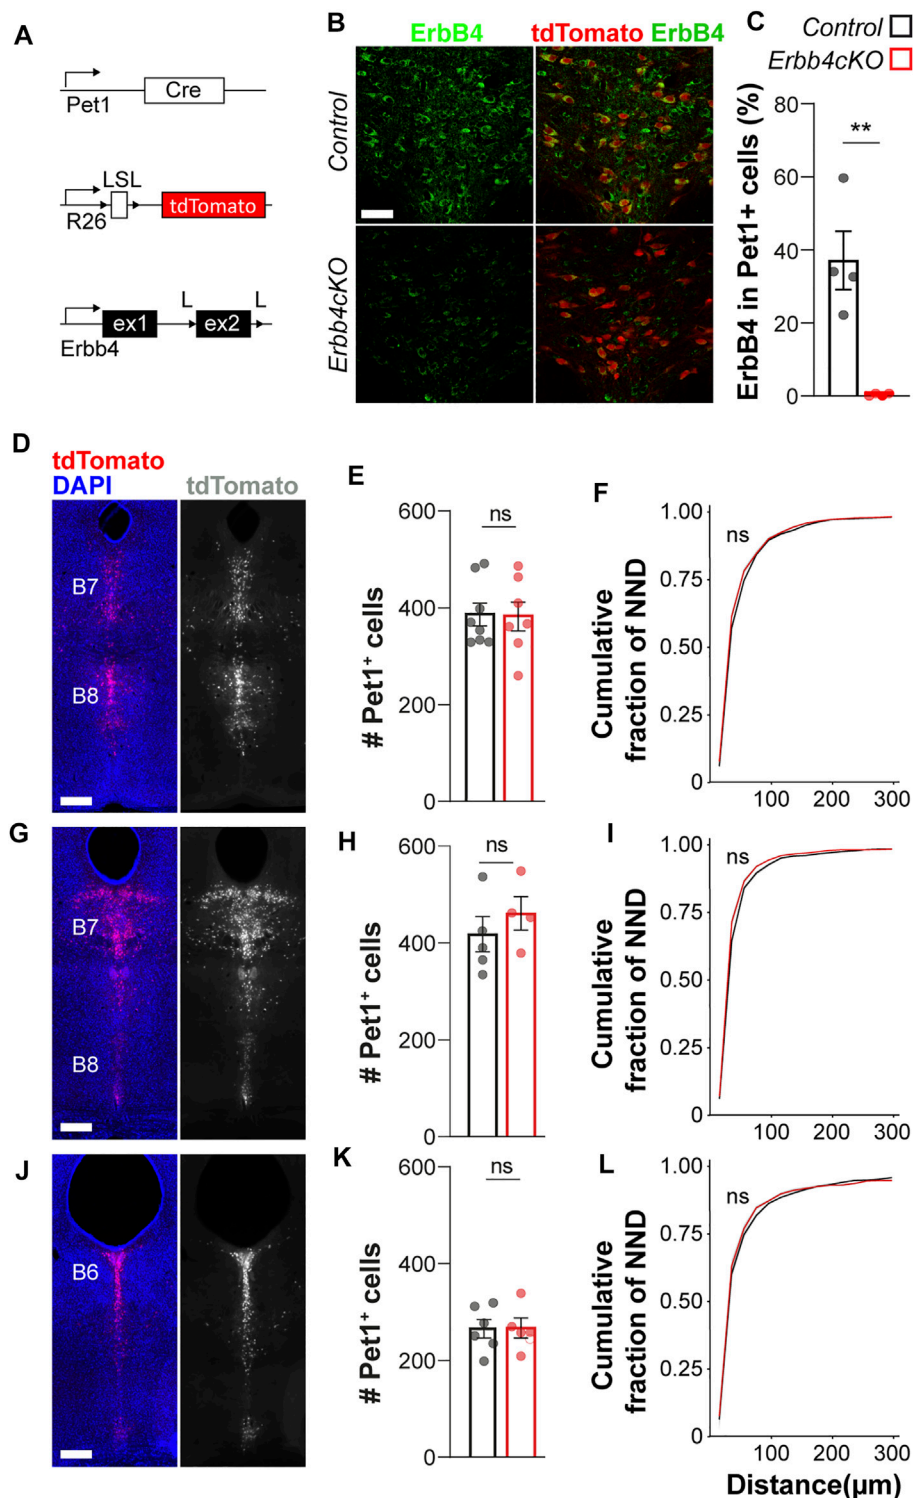 A
Pet1
Cre
LSL
R26
tdTomato
L
L
ex1
ex2
Erbb4
B
ErbB4
tdTomato ErbB4
Control
Erbb4cKO
C
Control
Erbb4cKO
ErbB4 in Pet1+ cells (%)
80
60
40
20
0
**
D
tdTomato
DAPI
tdTomato
B7
B8
E
# Pet1+ cells
600
400
200
0
ns
F
Cumulative
fraction of NND
1.00
0.75
0.50
0.25
0
ns
100
200
300
G
B7
B8
H
# Pet1+ cells
600
400
200
0
ns
I
Cumulative
fraction of NND
1.00
0.75
0.50
0.25
0
ns
100
200
300
J
B6
K
# Pet1+ cells
600
400
200
0
ns
L
Cumulative
fraction of NND
1.00
0.75
0.50
0.25
0
ns
100
200
300
Distance(µm)